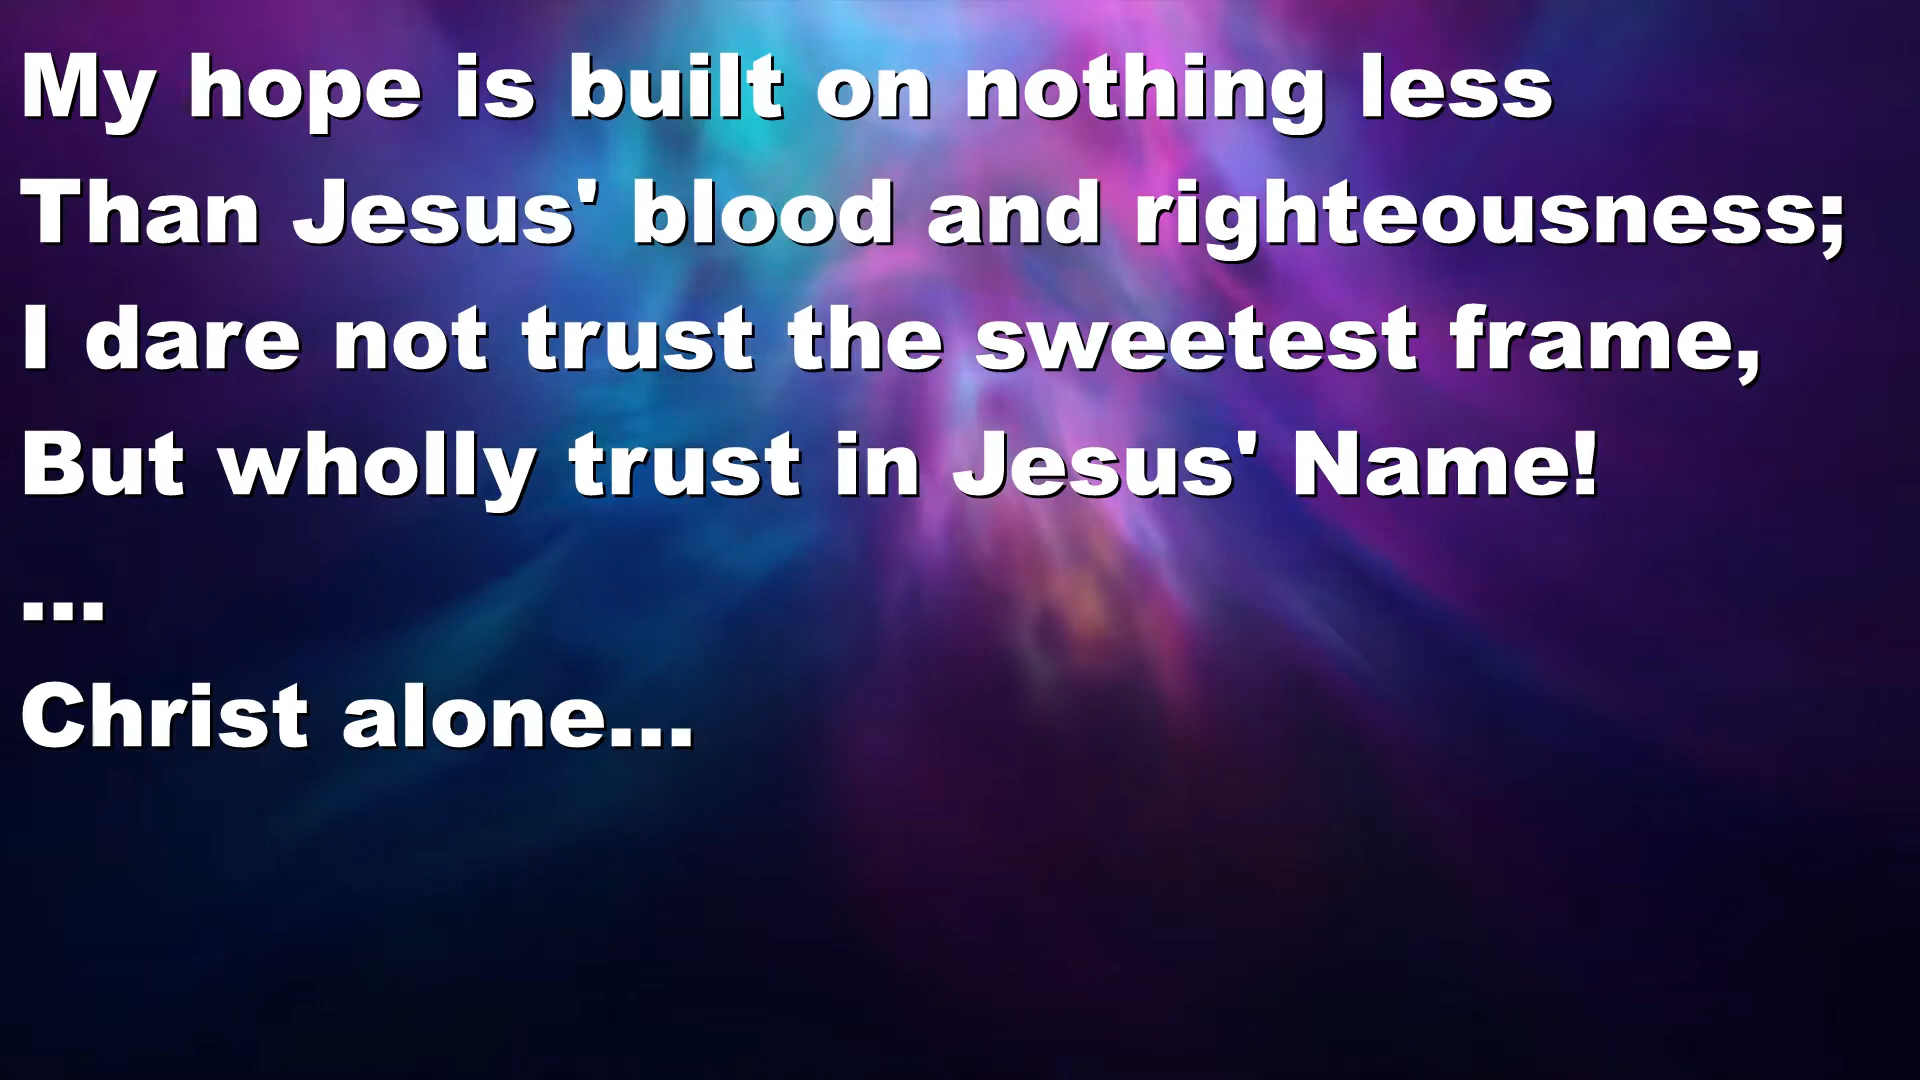 My hope is built on nothing less
Than Jesus' blood and righteousness;
I dare not trust the sweetest frame,
But wholly trust in Jesus' Name!
...
Christ alone...